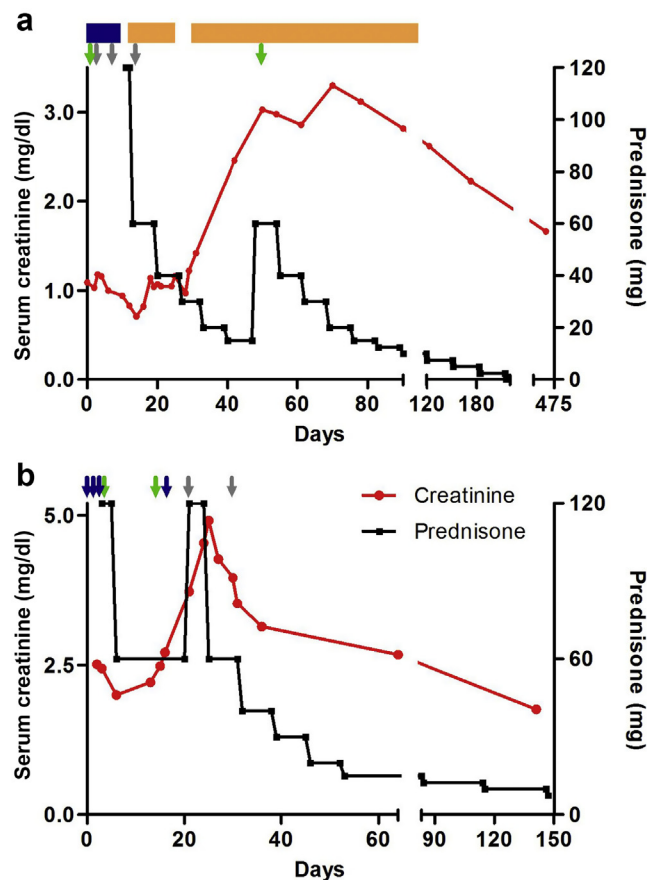 a
Serum creatinine (mg/dl)
3.0
2.0
1.0
0.0
120
100
80
60
40
20
0
Prednisone (mg)
0 20 40 60 80 120 180 475
Days
b
Serum creatinine (mg/dl)
5.0
2.5
0.0
Creatinine
Prednisone
120
60
0
Prednisone (mg)
0 20 40 60 90 120 150
Days